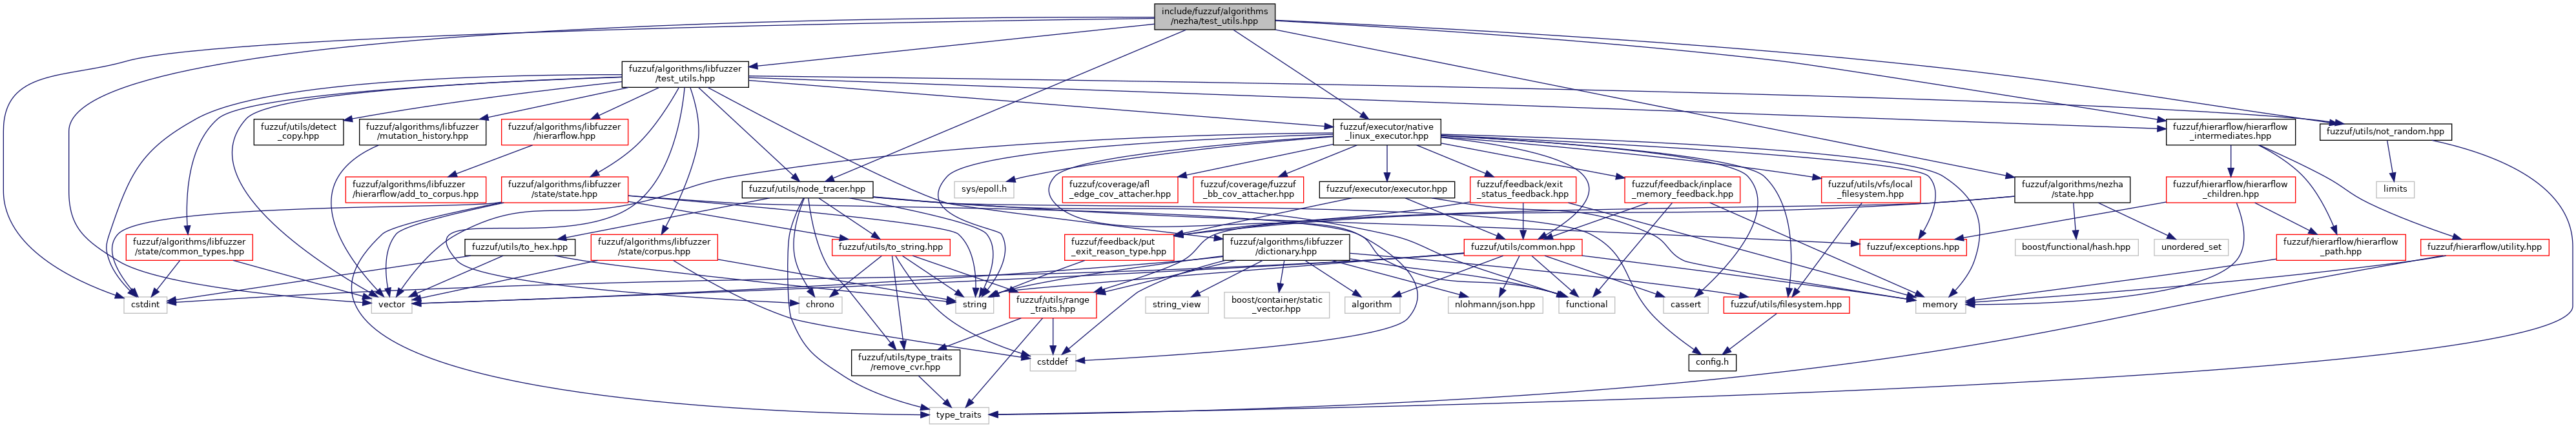 include/fuzzuf/algorithms
/nezha/test_utils.hpp
fuzzuf/algorithms/libfuzzer
/test_utils.hpp
fuzzuf/utils/detect
_copy.hpp
fuzzuf/algorithms/libfuzzer
/mutation_history.hpp
fuzzuf/algorithms/libfuzzer
/hierarflow.hpp
fuzzuf/executor/native
_linux_executor.hpp
fuzzuf/hierarflow/hierarflow
_intermediates.hpp
fuzzuf/utils/not_random.hpp
fuzzuf/algorithms/libfuzzer
/hierarflow/add_to_corpus.hpp
fuzzuf/algorithms/libfuzzer
/state/state.hpp
fuzzuf/utils/node_tracer.hpp
sys/epoll.h
fuzzuf/coverage/afl
_edge_cov_attacher.hpp
fuzzuf/coverage/fuzzuf
_bb_cov_attacher.hpp
fuzzuf/executor/executor.hpp
fuzzuf/feedback/exit
_status_feedback.hpp
fuzzuf/feedback/inplace
_memory_feedback.hpp
fuzzuf/utils/vfs/local
_filesystem.hpp
fuzzuf/algorithms/nezha
/state.hpp
fuzzuf/hierarflow/hierarflow
_children.hpp
limits
fuzzuf/algorithms/libfuzzer
/state/common_types.hpp
fuzzuf/utils/to_hex.hpp
fuzzuf/algorithms/libfuzzer
/state/corpus.hpp
fuzzuf/utils/to_string.hpp
fuzzuf/feedback/put
_exit_reason_type.hpp
fuzzuf/algorithms/libfuzzer
/dictionary.hpp
fuzzuf/utils/common.hpp
fuzzuf/exceptions.hpp
boost/functional/hash.hpp
unordered_set
fuzzuf/hierarflow/hierarflow
_path.hpp
fuzzuf/hierarflow/utility.hpp
cstdint
vector
chrono
string
fuzzuf/utils/range
_traits.hpp
string_view
boost/container/static
_vector.hpp
algorithm
nlohmann/json.hpp
functional
cassert
fuzzuf/utils/filesystem.hpp
memory
fuzzuf/utils/type_traits
/remove_cvr.hpp
cstddef
config.h
type_traits